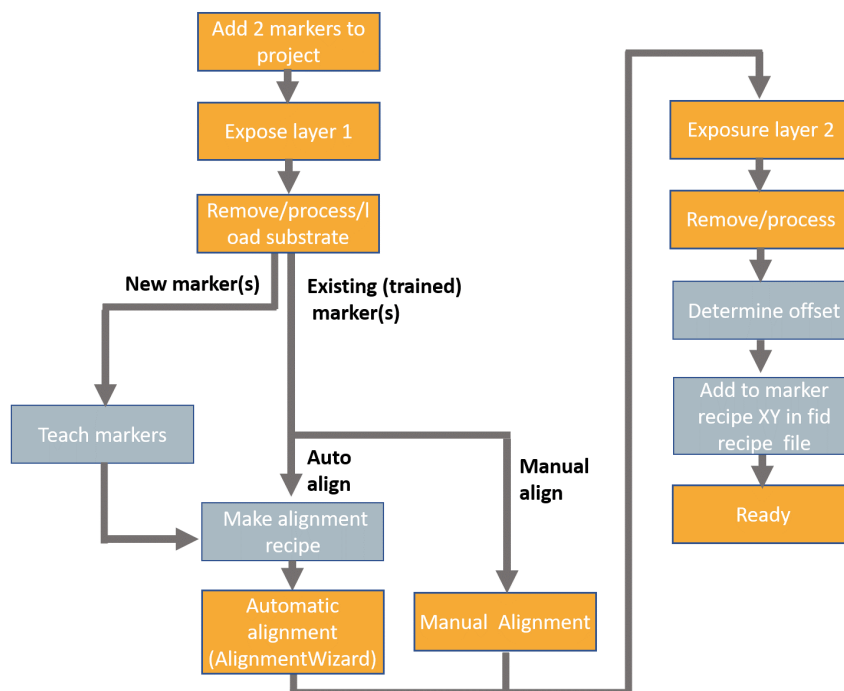 Add 2 markers to
project
Expose layer 1
Remove/process/l
oad substrate
New marker(s)
Existing (trained)
marker(s)
Teach markers
Auto
align
Manual
align
Make alignment
recipe
Automatic
alignment
(AlignmentWizard)
Manual Alignment
Exposure layer 2
Remove/process
Determine offset
Add to marker
recipe XY in fid
recipe file
Ready